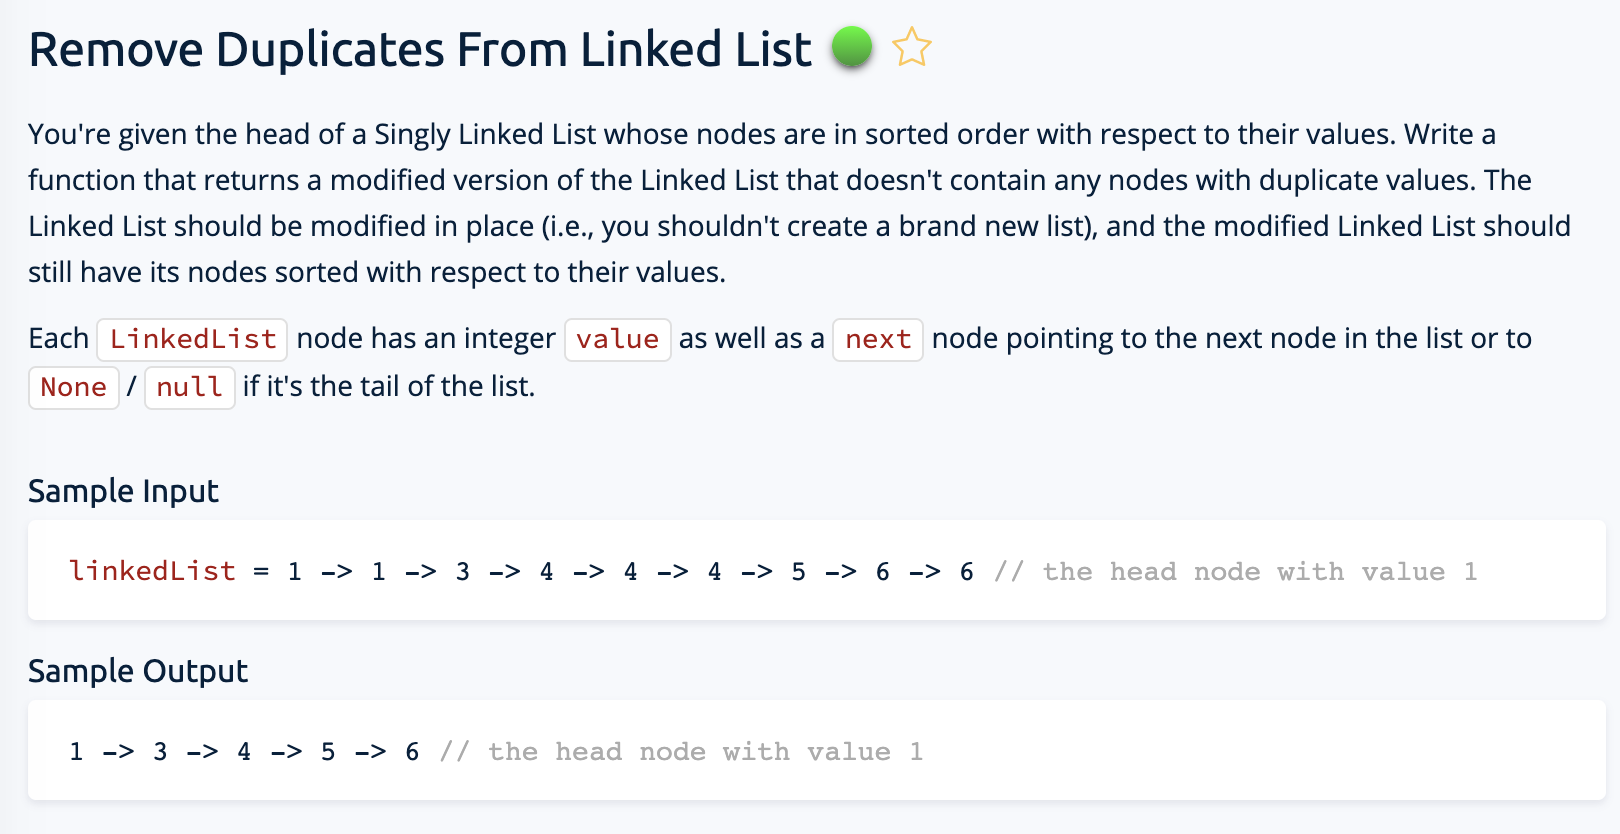 Remove Duplicates From Linked List
You're given the head of a Singly Linked List whose nodes are in sorted order with respect to their values. Write a
function that returns a modified version of the Linked List that doesn't contain any nodes with duplicate values. The
Linked List should be modified in place (i.e., you shouldn't create a brand new list), and the modified Linked List should
still have its nodes sorted with respect to their values.
Each LinkedList node has an integer value as well as a next node pointing to the next node in the list or to
None / null if it's the tail of the list.
Sample Input
linkedList = 1 -> 1 -> 3 -> 4 -> 4 -> 4 -> 5 -> 6 -> 6 // the head node with value 1
Sample Output
1 -> 3 -> 4 -> 5 -> 6 // the head node with value 1